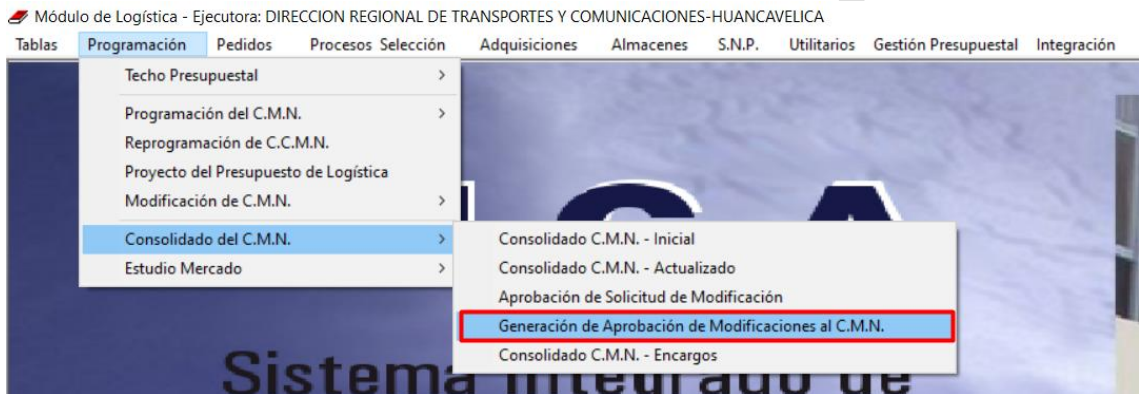 Módulo de Logística - Ejecutora: DIRECCION REGIONAL DE TRANSPORTES Y COMUNICACIONES-HUANCAVELICA
Tablas Programación Pedidos Procesos Selección Adquisiciones Almacenes S.N.P. Utilitarios Gestión Presupuestal Integración
Techo Presupuestal >
Programación del C.M.N. >
Reprogramación de C.C.M.N.
Proyecto del Presupuesto de Logística
Modificación de C.M.N. >
Consolidado del C.M.N. >
Estudio Mercado >
Consolidado C.M.N. - Inicial
Consolidado C.M.N. - Actualizado
Aprobación de Solicitud de Modificación
Generación de Aprobación de Modificaciones al C.M.N.
Consolidado C.M.N. - Encargos
Sistema Integrado de